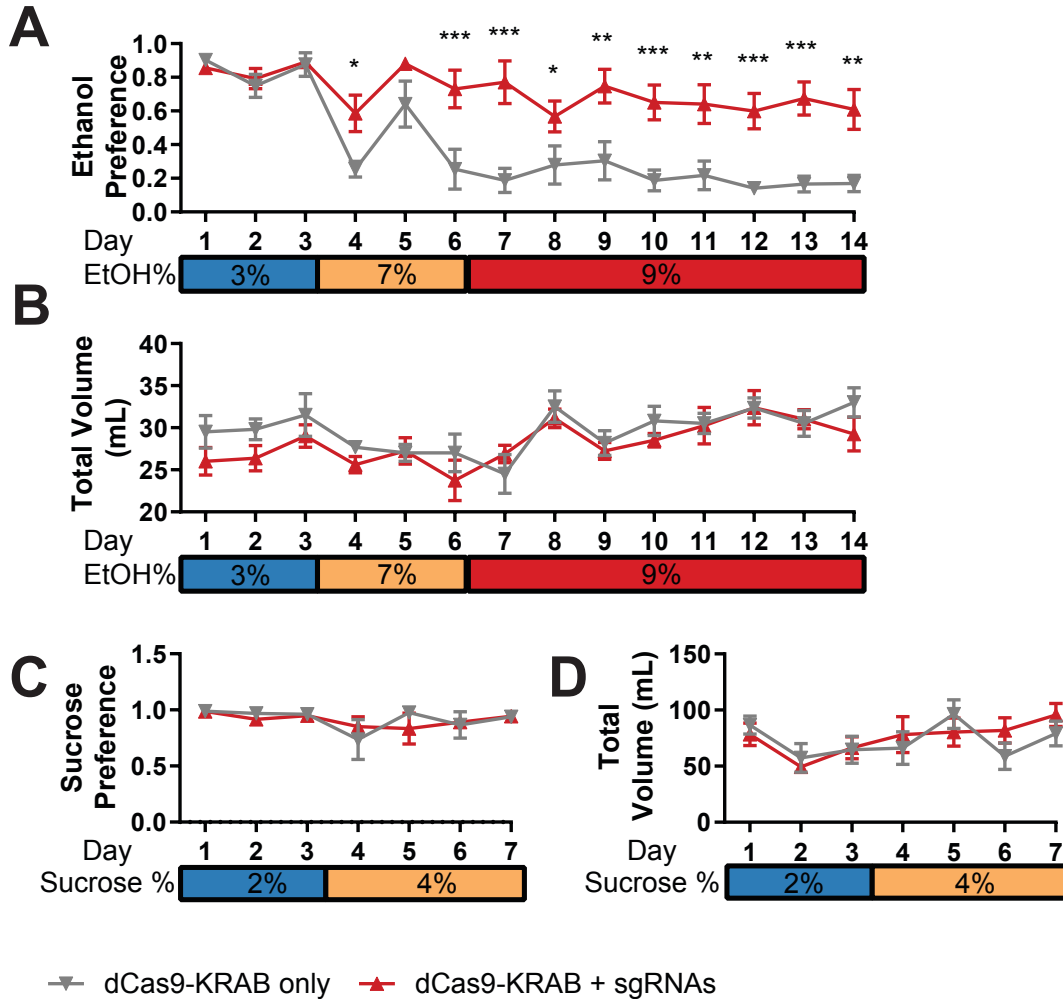 A
Ethanol
Preference
1.0
0.8
0.6
0.4
0.2
0.0
* *** *** * ** *** ** *** *** **
Day 1 2 3 4 5 6 7 8 9 10 11 12 13 14
EtOH% 3% 7% 9%
B
Total Volume
(mL)
40
35
30
25
20
Day 1 2 3 4 5 6 7 8 9 10 11 12 13 14
EtOH% 3% 7% 9%
C
Sucrose
Preference
1.5
1.0
0.5
0.0
Day 1 2 3 4 5 6 7
Sucrose % 2% 4%
D
Total
Volume (mL)
150
100
50
0
Day 1 2 3 4 5 6 7
Sucrose % 2% 4%
dCas9-KRAB only dCas9-KRAB + sgRNAs